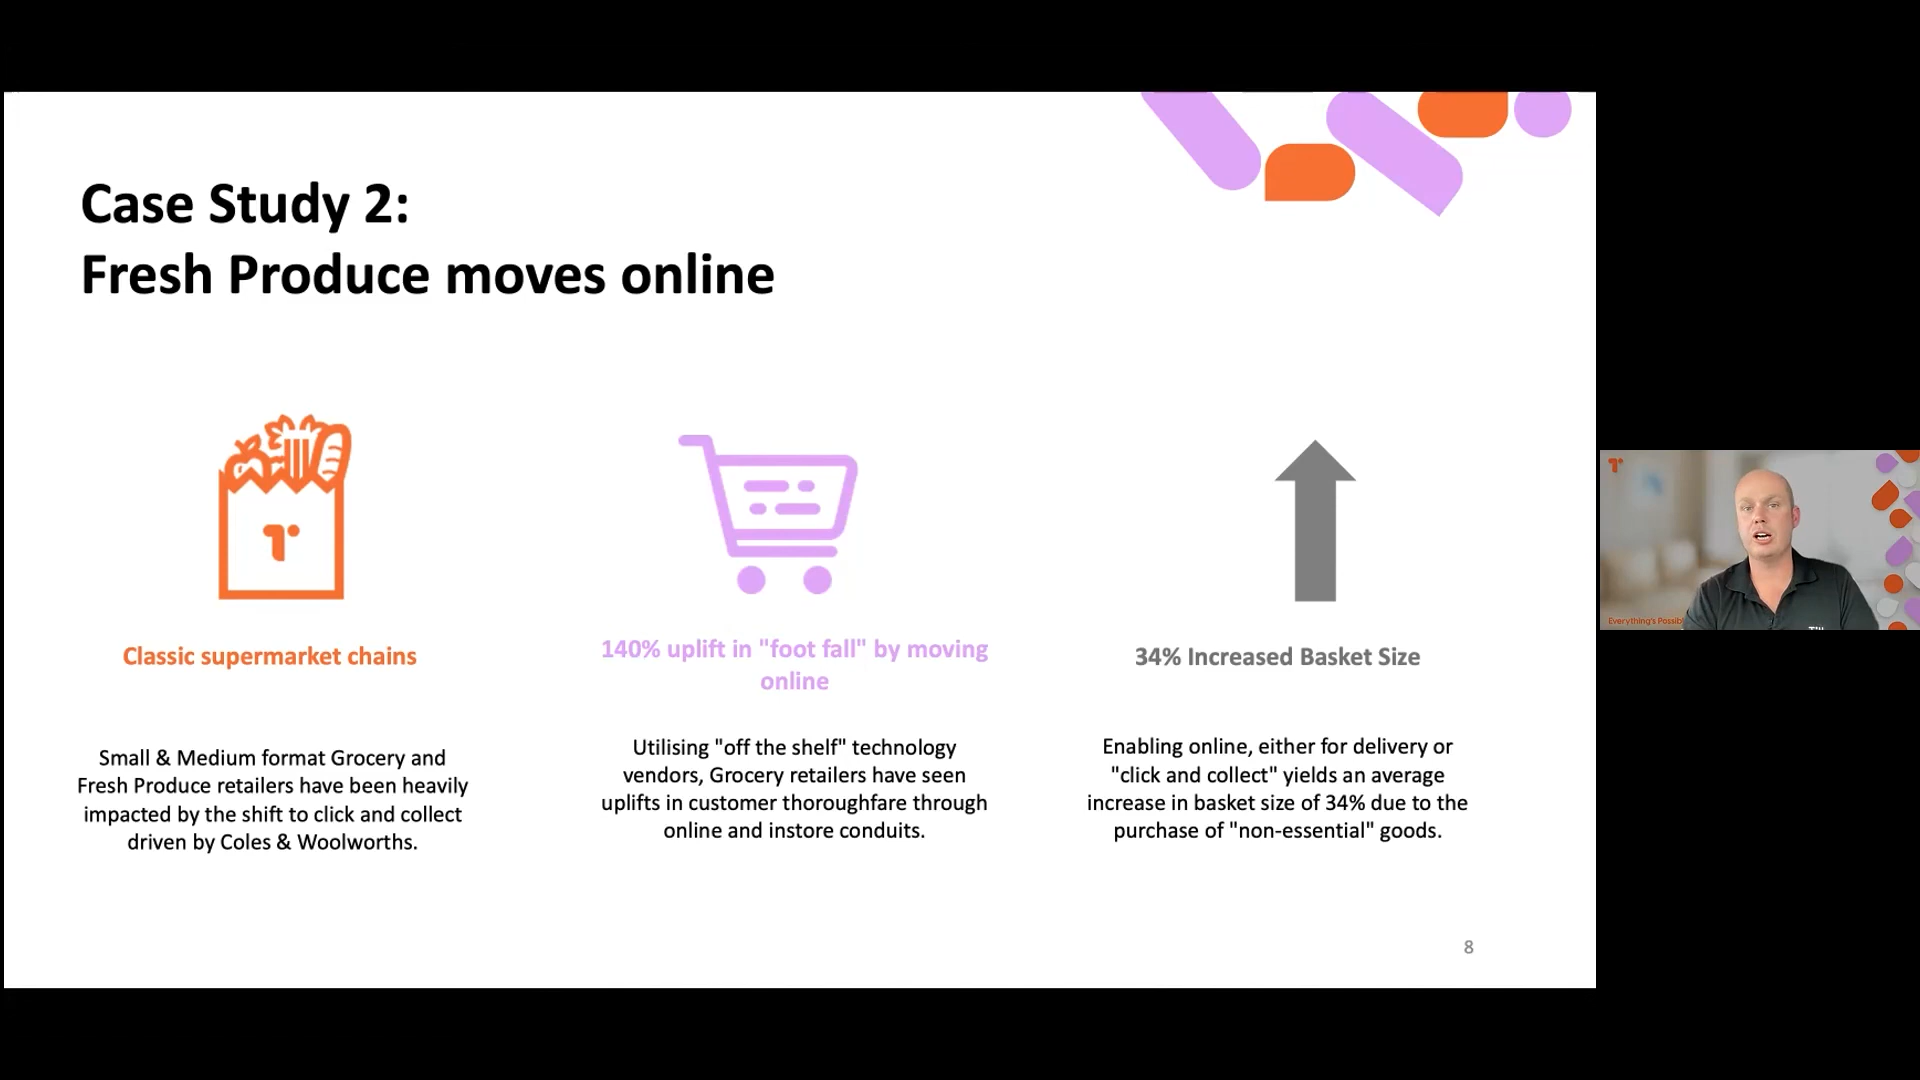 Case Study 2:
Fresh Produce moves online
Classic supermarket chains
Small & Medium format Grocery and
Fresh Produce retailers have been heavily
impacted by the shift to click and collect
driven by Coles & Woolworths.
140% uplift in "foot fall" by moving
online
Utilising "off the shelf" technology
vendors, Grocery retailers have seen
uplifts in customer thoroughfare through
online and instore conduits.
34% Increased Basket Size
Enabling online, either for delivery or
"click and collect" yields an average
increase in basket size of 34% due to the
purchase of "non-essential" goods.
8
Everything's